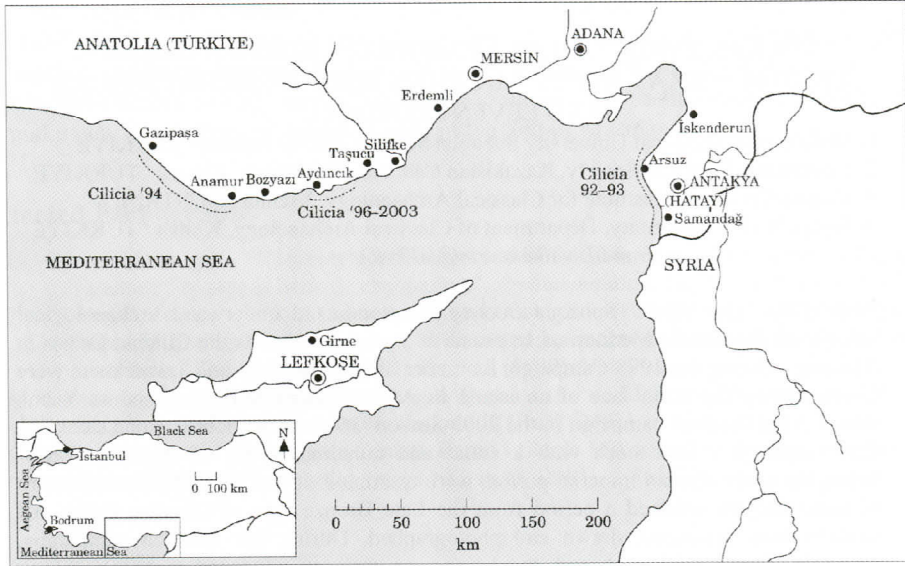 ANATOLIA (TÜRKİYE)
ADANA
MERSİN
Erdemli
Gazipaşa
Silifke
Taşucu
Aydıncık
Anamur
Bozyazı
Cilicia '94
Cilicia '96–2003
İskenderun
Arsuz
Cilicia
92–93
ANTAKYA
(HATAY)
Samandağ
MEDITERRANEAN SEA
SYRIA
Girne
LEFKOŞE
Black Sea
N
İstanbul
0 100 km
Aegean Sea
Bodrum
Mediterranean Sea
0 50 100 150 200
km